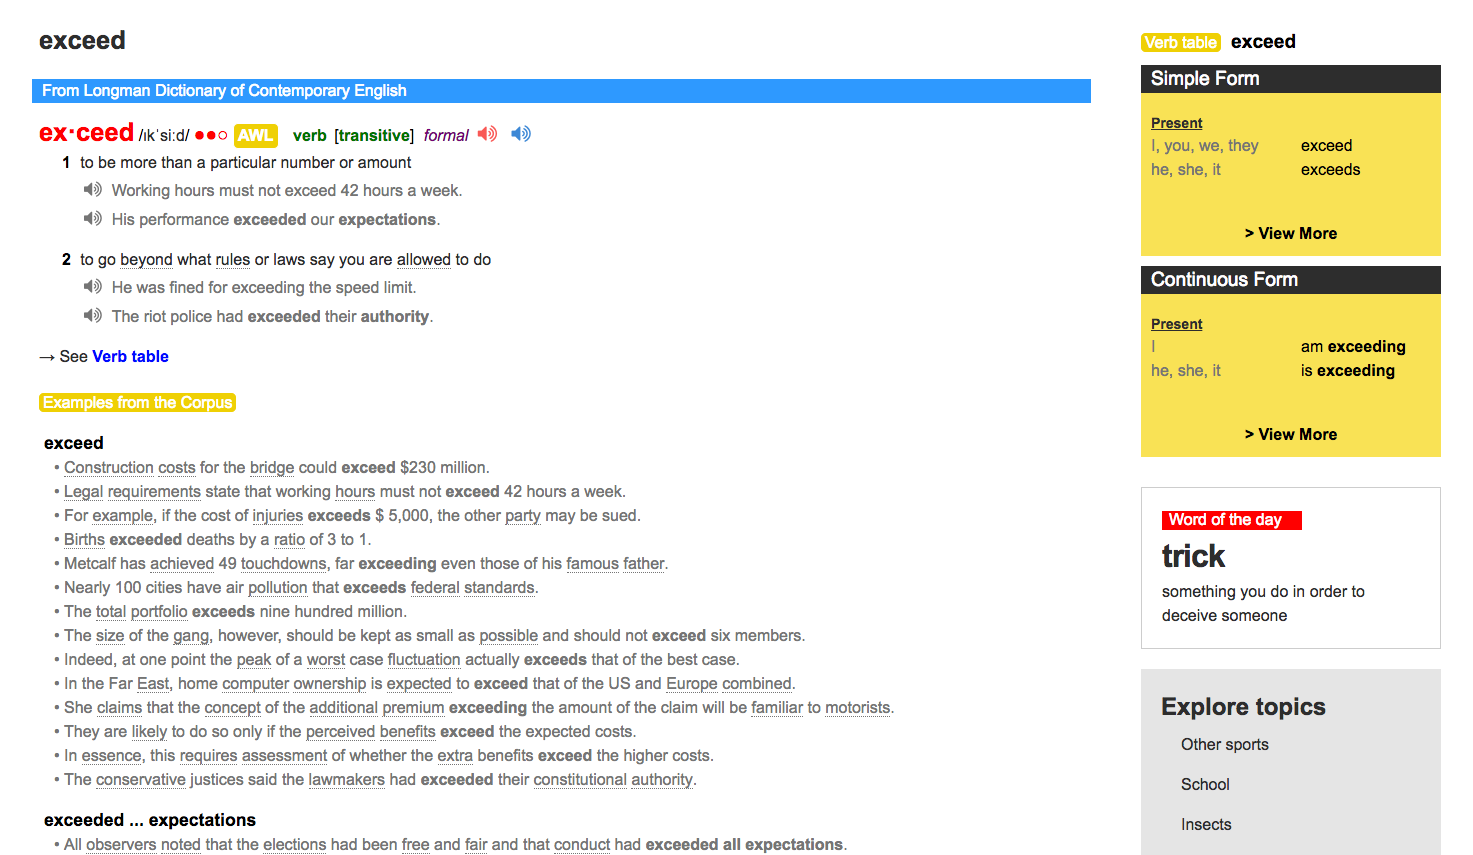 exceed
From Longman Dictionary of Contemporary English
ex‧ceed /ɪkˈsiːd/ ●●○ AWL verb [transitive] formal
1 to be more than a particular number or amount
Working hours must not exceed 42 hours a week.
His performance exceeded our expectations.
2 to go beyond what rules or laws say you are allowed to do
He was fined for exceeding the speed limit.
The riot police had exceeded their authority.
→ See Verb table
Examples from the Corpus
exceed
• Construction costs for the bridge could exceed $230 million.
• Legal requirements state that working hours must not exceed 42 hours a week.
• For example, if the cost of injuries exceeds $ 5,000, the other party may be sued.
• Births exceeded deaths by a ratio of 3 to 1.
• Metcalf has achieved 49 touchdowns, far exceeding even those of his famous father.
• Nearly 100 cities have air pollution that exceeds federal standards.
• The total portfolio exceeds nine hundred million.
• The size of the gang, however, should be kept as small as possible and should not exceed six members.
• Indeed, at one point the peak of a worst case fluctuation actually exceeds that of the best case.
• In the Far East, home computer ownership is expected to exceed that of the US and Europe combined.
• She claims that the concept of the additional premium exceeding the amount of the claim will be familiar to motorists.
• They are likely to do so only if the perceived benefits exceed the expected costs.
• In essence, this requires assessment of whether the extra benefits exceed the higher costs.
• The conservative justices said the lawmakers had exceeded their constitutional authority.
exceeded ... expectations
• All observers noted that the elections had been free and fair and that conduct had exceeded all expectations.
Verb table exceed
Simple Form
Present
I, you, we, they exceed
he, she, it exceeds
> View More
Continuous Form
Present
I am exceeding
he, she, it is exceeding
> View More
Word of the day
trick
something you do in order to
deceive someone
Explore topics
Other sports
School
Insects